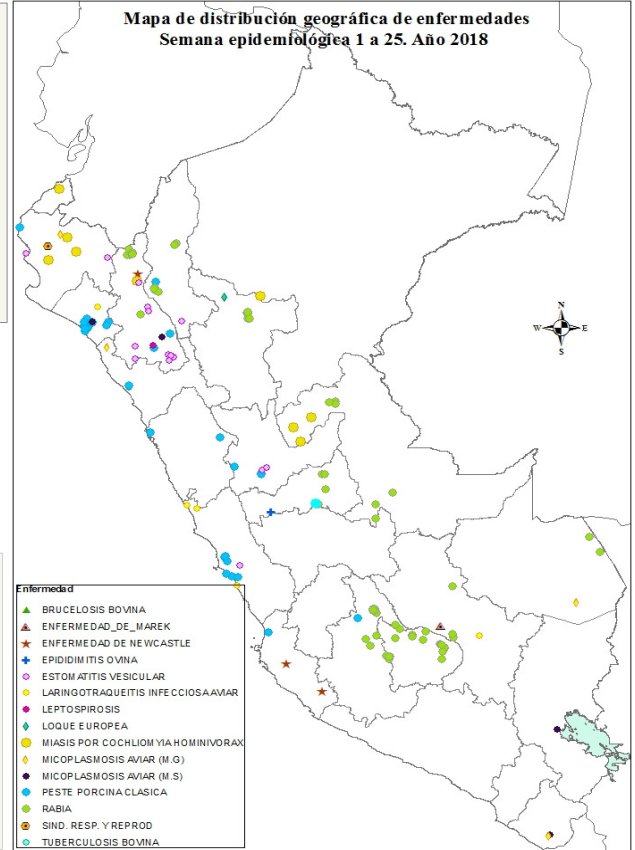 Mapa de distribución geográfica de enfermedades
Semana epidemiológica 1 a 25. Año 2018
N
W E
S
Enfermedad
BRUCELOSIS BOVINA
ENFERMEDAD_DE_MAREK
ENFERMEDAD DE NEWCASTLE
EPIDIDIMITIS OVINA
ESTOMATITIS VESICULAR
LARINGOTRAQUEITIS INFECCIOSA AVIAR
LEPTOSPIROSIS
LOQUE EUROPEA
MIASIS POR COCHLIOMYIA HOMINIVORAX
MICOPLASMOSIS AVIAR (M.G)
MICOPLASMOSIS AVIAR (M.S)
PESTE PORCINA CLASICA
RABIA
SIND. RESP. Y REPROD
TUBERCULOSIS BOVINA